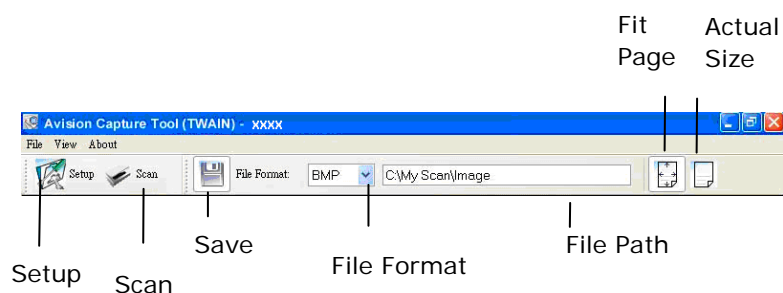 Fit Page
Actual Size
Avision Capture Tool (TWAIN) - xxxx
File View About
Setup Scan File Format: BMP C:\My Scan\Image
Save
File Format
File Path
Setup
Scan